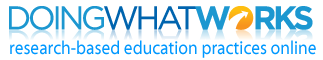 DOINGWHATWORKS
research-based education practices online